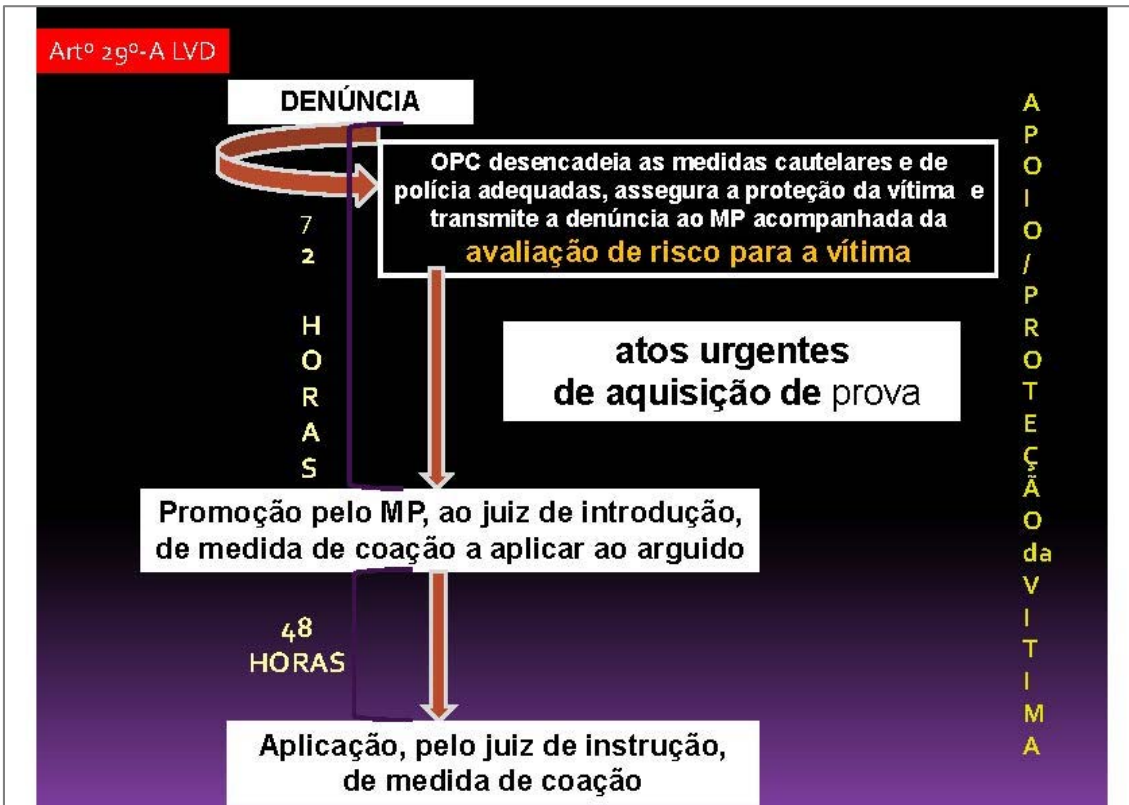 Artº 29º-A LVD
DENÚNCIA
OPC desencadeia as medidas cautelares e de
polícia adequadas, assegura a proteção da vítima e
transmite a denúncia ao MP acompanhada da
avaliação de risco para a vítima
72 HORAS
atos urgentes
de aquisição de prova
Promoção pelo MP, ao juiz de introdução,
de medida de coação a aplicar ao arguido
48
HORAS
Aplicação, pelo juiz de instrução,
de medida de coação
APOIO/PROTEÇÃO da VITIMA